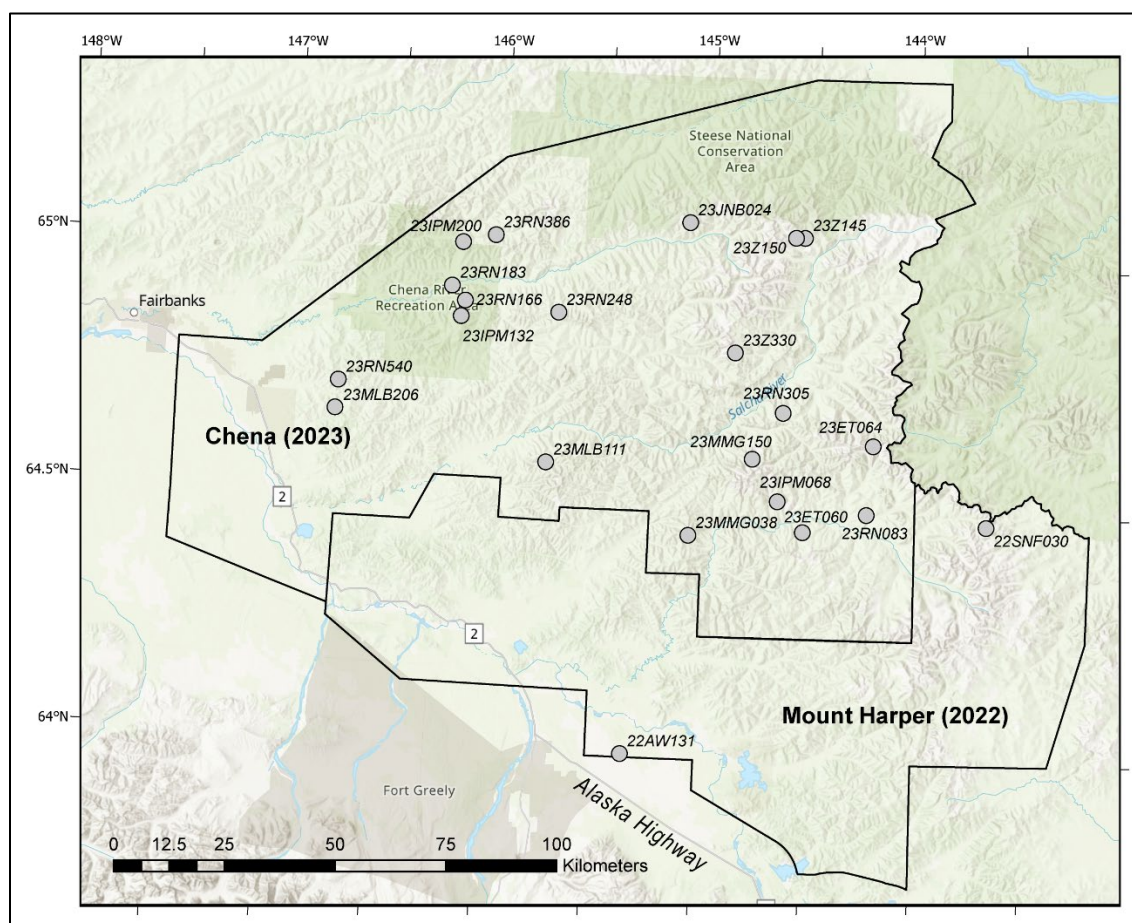 148°W
147°W
146°W
145°W
144°W
Steese National
Conservation
Area
23JNB024
65°N
23IPM200
23RN386
23Z145
23Z150
23RN183
Chena River
Recreation Area
23RN166
23RN248
Fairbanks
23IPM132
23Z330
23RN540
Salcha River
23MLB206
23RN305
Chena (2023)
23ET064
23MLB111
23MMG150
64.5°N
2
23IPM068
23MMG038
23ET060
23RN083
22SNF030
2
64°N
Mount Harper (2022)
22AW131
Fort Greely
Alaska Highway
0 12.5 25 50 75 100
Kilometers